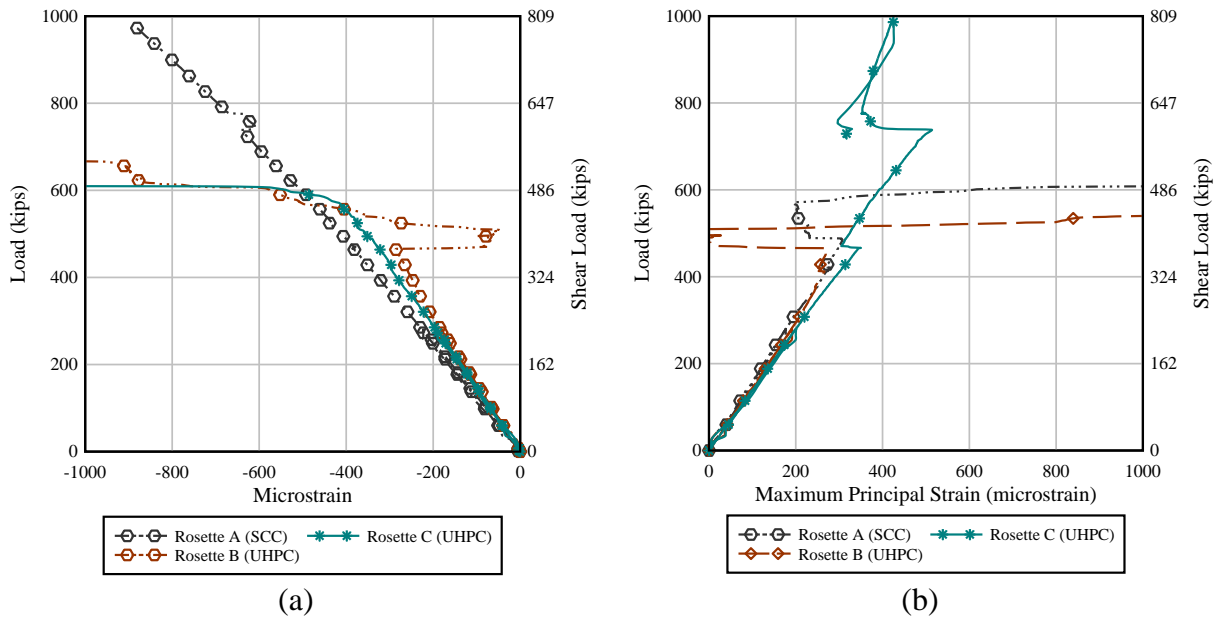 1000
800
600
400
200
0
Load (kips)
809
647
486
324
162
0
Shear Load (kips)
-1000 -800 -600 -400 -200 0
Microstrain
Rosette A (SCC) Rosette C (UHPC)
Rosette B (UHPC)
(a)
1000
800
600
400
200
0
Load (kips)
809
647
486
324
162
0
Shear Load (kips)
0 200 400 600 800 1000
Maximum Principal Strain (microstrain)
Rosette A (SCC) Rosette C (UHPC)
Rosette B (UHPC)
(b)